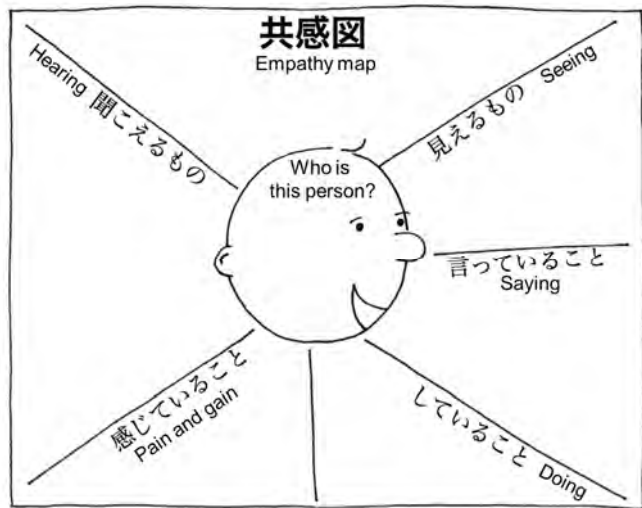 共感図
Empathy map
Hearing 聞こえるもの
見えるもの Seeing
Who is
this person?
言っていること
Saying
感じていること
Pain and gain
していること Doing